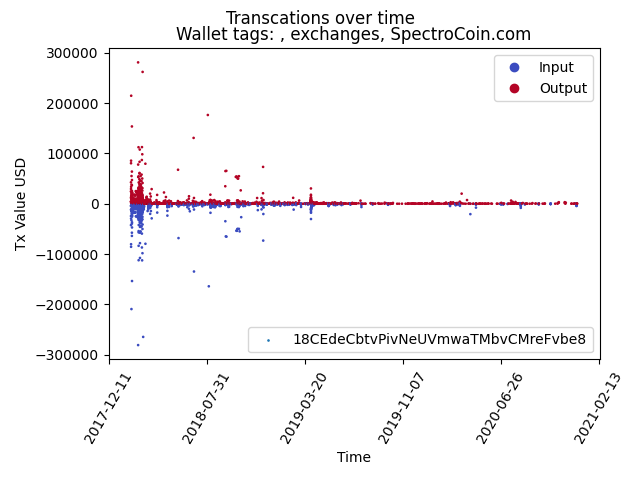 Transcations over time
Wallet tags: , exchanges, SpectroCoin.com
300000
200000
100000
0
−100000
−200000
−300000
Tx Value USD
Input
Output
18CEdeCbtvPivNeUVmwaTMbvCMreFvbe8
2017-12-11
2018-07-31
2019-03-20
2019-11-07
2020-06-26
2021-02-13
Time